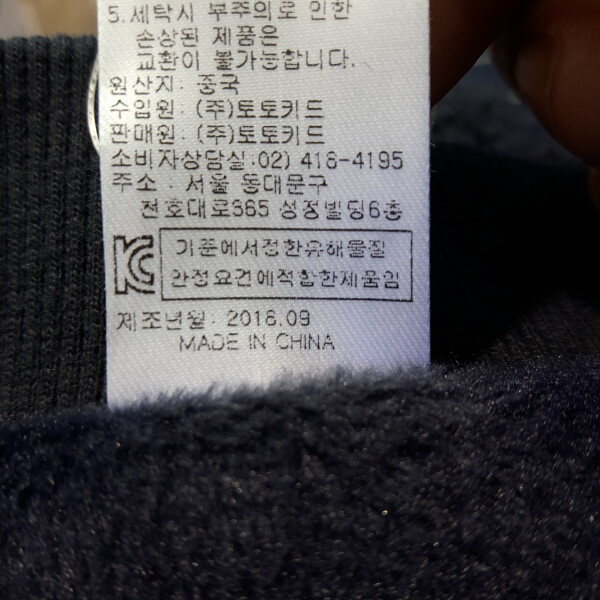 5.세탁시 부주의로 인한
손상된 제품은
교환이 불가능합니다.
원산지: 중국
수입원: (주)토토키드
판매원: (주)토토키드
소비자상담실:02) 416-4195
주소 : 서울 동대문구
천호대로365 성정빌딩6층
기준에서정한유해물질
안정요건에적합한제품임
제조년월: 2016.09
MADE IN CHINA